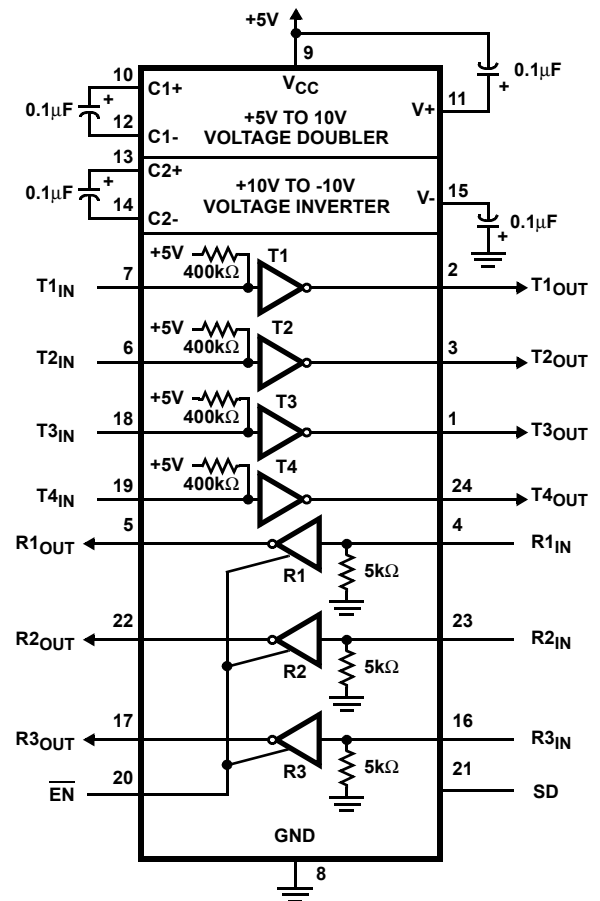 +5V
9
10
C1+
VCC
0.1μF
+
0.1μF
+
11
V+
12
C1-
+5V TO 10V
VOLTAGE DOUBLER
13
C2+
0.1μF
+
14
C2-
+10V TO -10V
VOLTAGE INVERTER
V-
15
0.1μF
+
+5V
400kΩ
T1
T1IN
7
2
T1OUT
+5V
400kΩ
T2
T2IN
6
3
T2OUT
+5V
400kΩ
T3
T3IN
18
1
T3OUT
+5V
400kΩ
T4
T4IN
19
24
T4OUT
R1OUT
5
R1
5kΩ
4
R1IN
R2OUT
22
R2
5kΩ
23
R2IN
R3OUT
17
R3
5kΩ
16
R3IN
EN
20
21
SD
GND
8